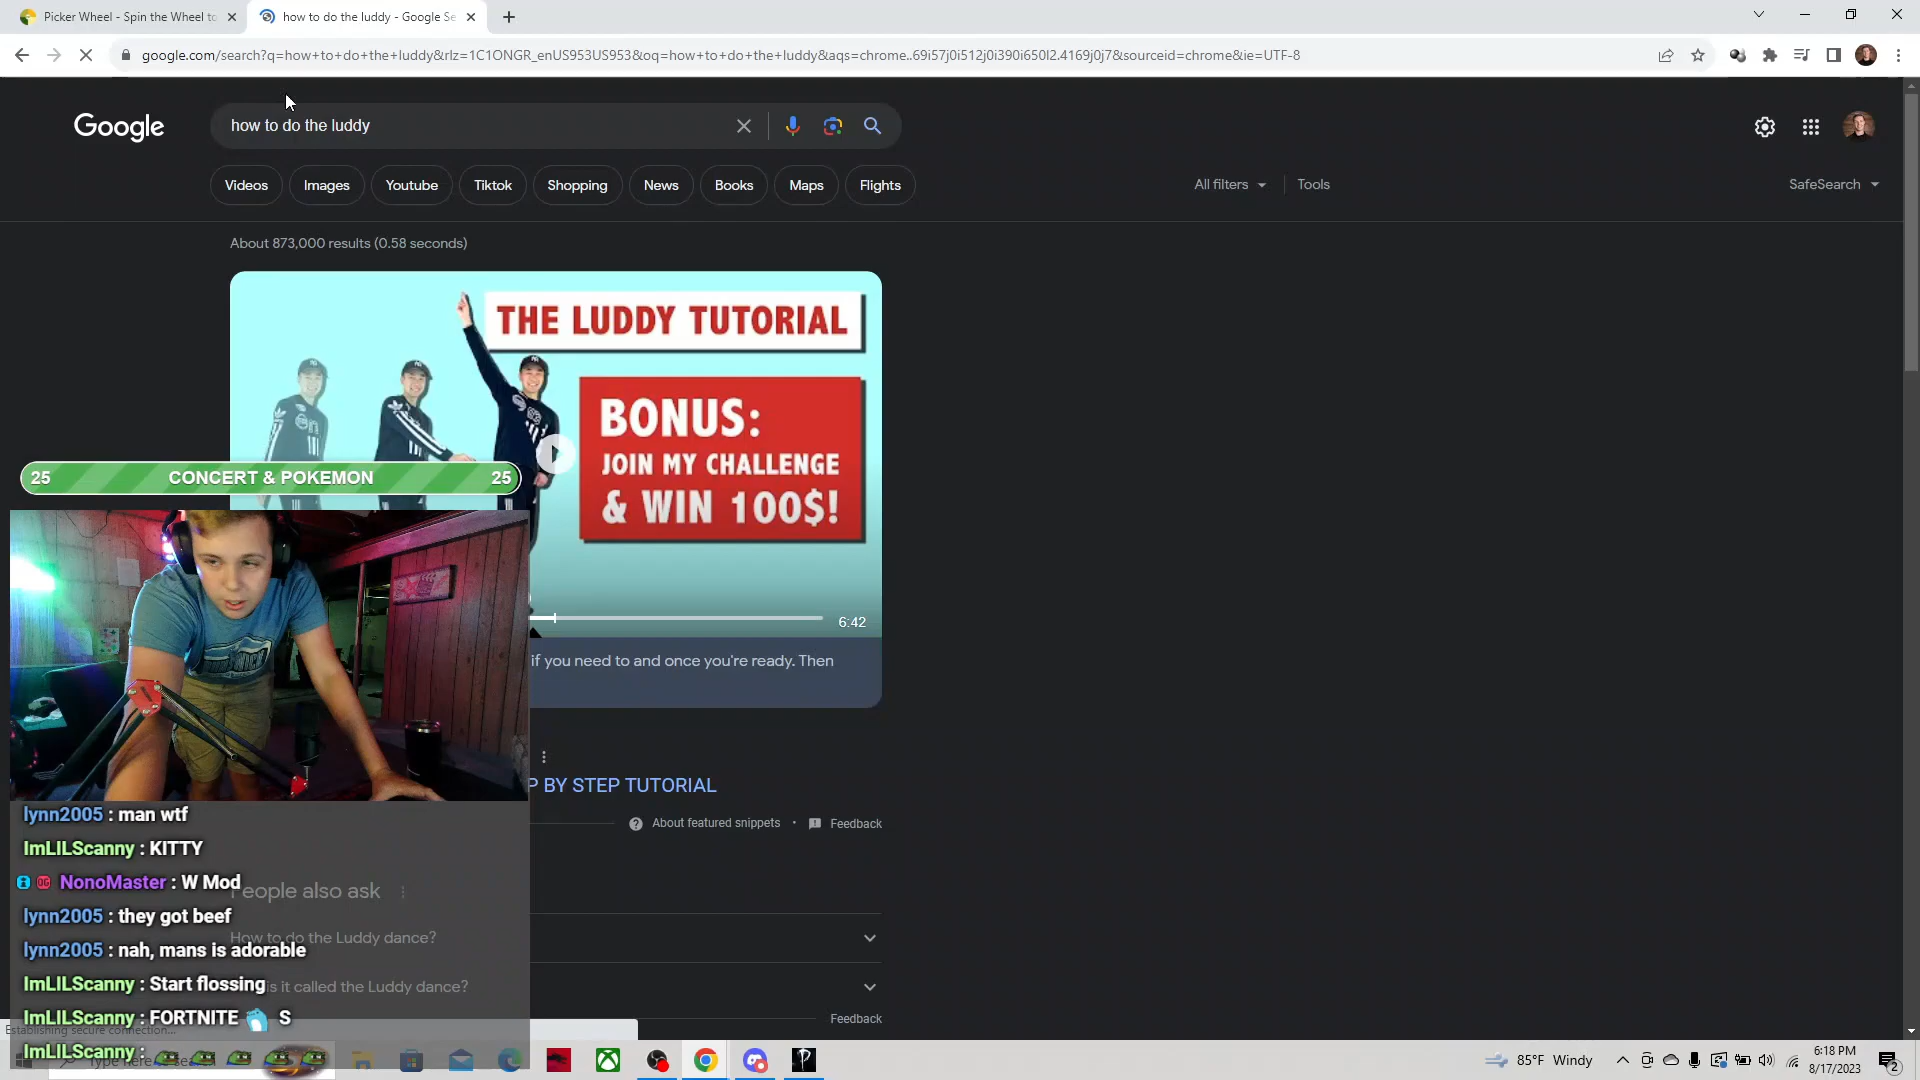 Picker Wheel - Spin the Wheel to
how to do the luddy - Google Se
google.com/search?q=how+to+do+the+luddy&rlz=1C1ONGR_enUS953US953&oq=how+to+do+the+luddy&aqs=chrome..69i57j0i512j0i390i650l2.4169j0j7&sourceid=chrome&ie=UTF-8
Google
how to do the luddy
Videos
Images
Youtube
Tiktok
Shopping
News
Books
Maps
Flights
All filters
Tools
SafeSearch
About 873,000 results (0.58 seconds)
THE LUDDY TUTORIAL
BONUS:
JOIN MY CHALLENGE
& WIN 100$!
25 CONCERT & POKEMON 25
6:42
if you need to and once you're ready. Then
P BY STEP TUTORIAL
About featured snippets
Feedback
lynn2005 : man wtf
ImLILScanny : KITTY
NonoMaster : W Mod
People also ask
lynn2005 : they got beef
How to do the Luddy dance?
lynn2005 : nah, mans is adorable
ImLILScanny : Start flossing
is it called the Luddy dance?
ImLILScanny : FORTNITE S
Feedback
Establishing secure connection...
ImLILScanny :
Type here
85°F Windy
6:18 PM
8/17/2023
2